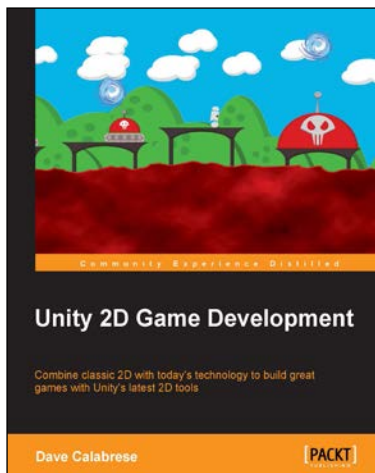 Community Experience Distilled
Unity 2D Game Development
Combine classic 2D with today's technology to build great
games with Unity's latest 2D tools
Dave Calabrese
[PACKT]
PUBLISHING